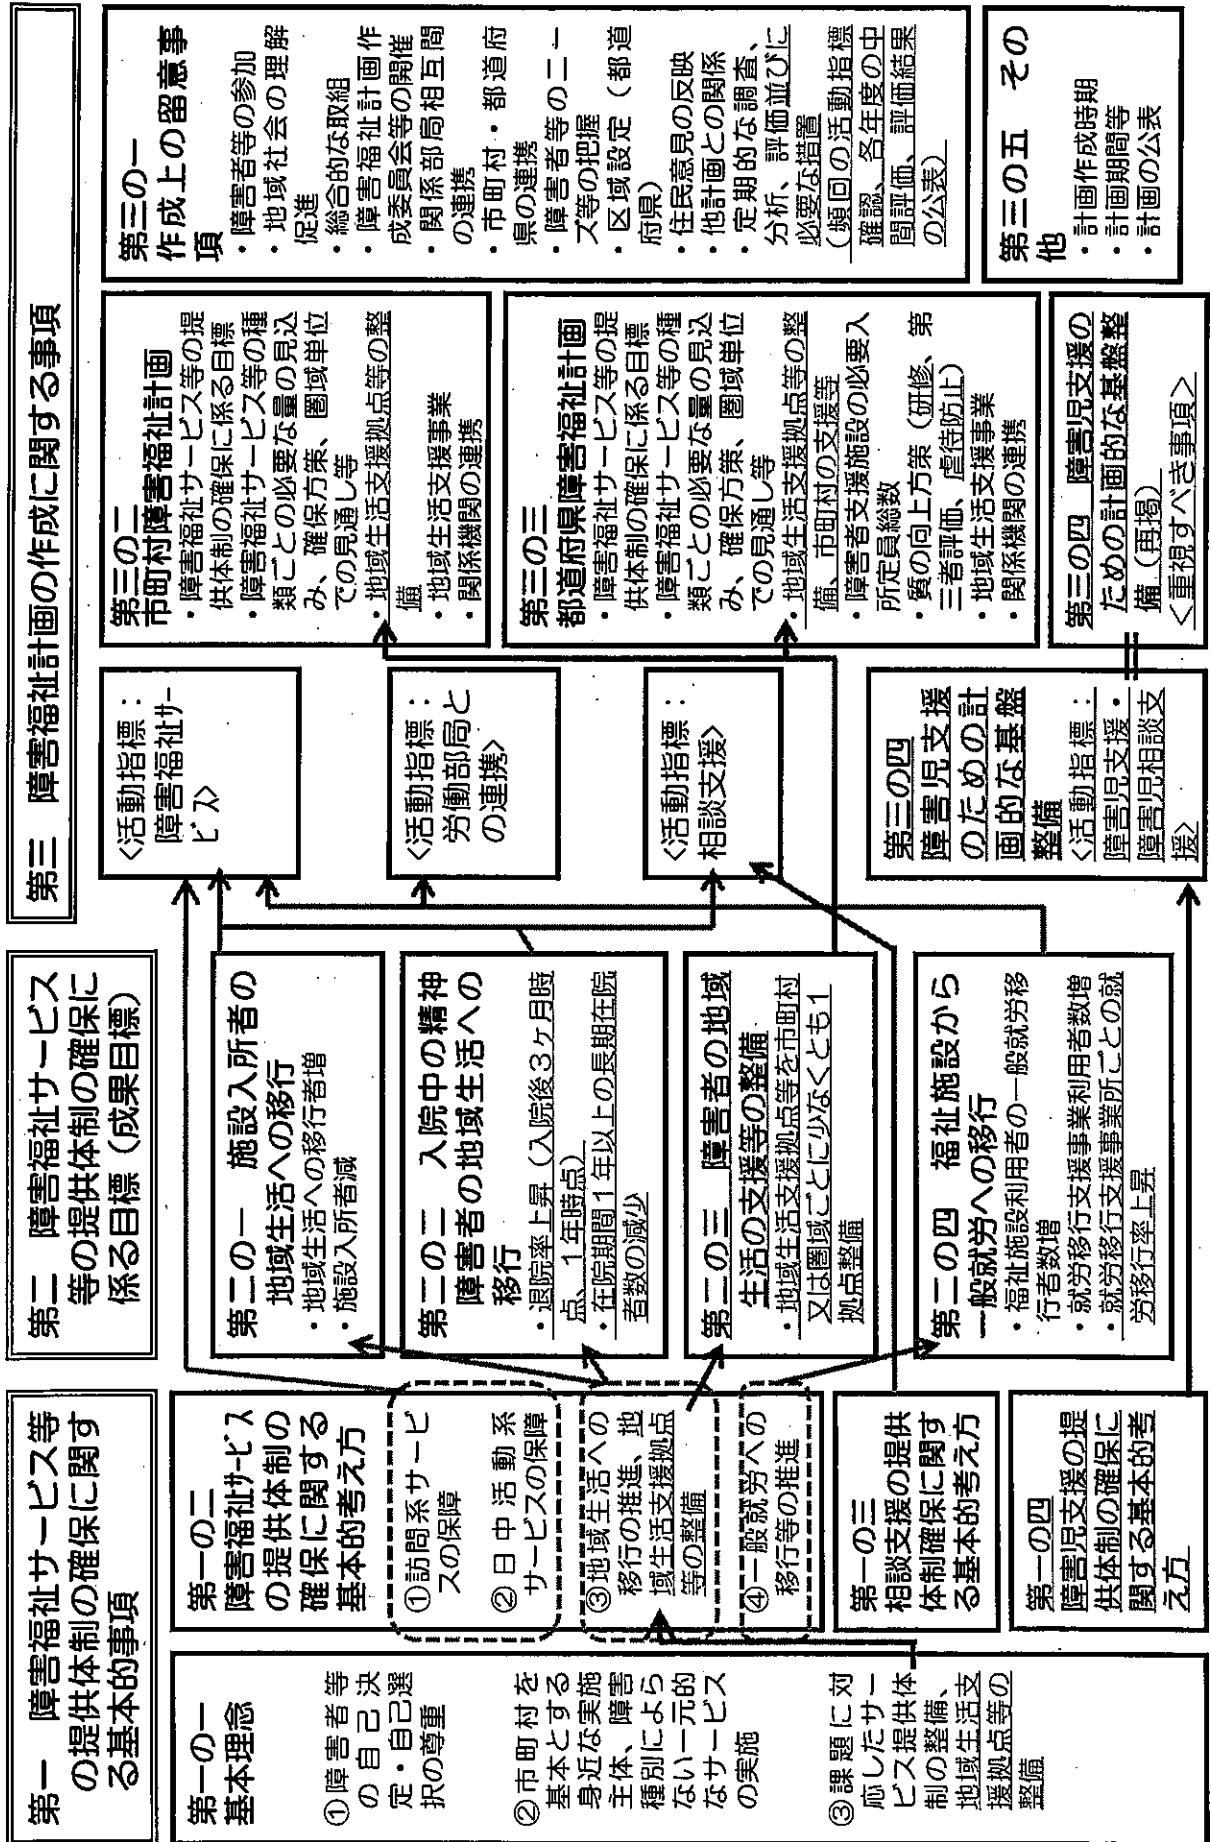 第一　障害福祉サービス等
の提供体制の確保に関す
る基本的事項
第一の一
基本理念
①障害者等
の自己決
定・自己選
択の尊重
②市町村を
基本とする
身近な実施
主体、障害
種別によら
ない一元的
なサービス
の実施
③課題に対
応したサー
ビス提供体
制の整備、
地域生活支
援拠点等の
整備
第一の二
障害福祉サービス
の提供体制の
確保に関する
基本的考え方
①訪問系サービ
スの保障
②日中活動系
サービスの保障
③地域生活への
移行の推進、地
域生活支援拠点
等の整備
④一般就労への
移行等の推進
第一の三
相談支援の提供
体制確保に関す
る基本的考え方
第一の四
障害児支援の提
供体制の確保に
関する基本的考
え方
第二　障害福祉サービス
等の提供体制の確保に
係る目標（成果目標）
第二の一　施設入所者の
地域生活への移行
・地域生活への移行者増
・施設入所者減
第二の二　入院中の精神
障害者の地域生活への
移行
・退院率上昇（入院後３ヶ月時
点、１年時点）
・在院期間１年以上の長期在院
者数の減少
第二の三　障害者の地域
生活の支援等の整備
・地域生活支援拠点等を市町村
又は圏域ごとに少なくとも１
拠点整備
第二の四　福祉施設から
一般就労への移行
・福祉施設利用者の一般就労移
行者数増
・就労移行支援事業利用者数増
・就労移行支援事業所ごとの就
労移行率上昇
第三　障害福祉計画の作成に関する事項
<活動指標：
障害福祉サー
ビス>
<活動指標：
労働部局と
の連携>
<活動指標：
相談支援>
第三の四
障害児支援
のための計
画的な基盤
整備
<活動指標：
障害児支援・
障害児相談支
援>
第三の二
市町村障害福祉計画
・障害福祉サービス等の提
供体制の確保に係る目標
・障害福祉サービス等の種
類ごとの必要な量の見込
み、確保方策、圏域単位
での見通し等
・地域生活支援拠点等の整
備
・地域生活支援事業
・関係機関の連携
第三の三
都道府県障害福祉計画
・障害福祉サービス等の提
供体制の確保に係る目標
・障害福祉サービス等の種
類ごとの必要な量の見込
み、確保方策、圏域単位
での見通し等
・地域生活支援拠点等の整
備、市町村の支援等
・障害者支援施設の必要入
所定員総数
・質の向上方策（研修、第
三者評価、虐待防止）
・地域生活支援事業
・関係機関の連携
第三の四　障害児支援の
ための計画的な基盤整
備（再掲）
<重視すべき事項>
第三の一
作成上の留意事
項
・障害者等の参加
・地域社会の理解
促進
・総合的な取組
・障害福祉計画作
成委員会等の開催
・関係部局相互間
の連携
・市町村・都道府
県の連携
・障害者等のニー
ズ等の把握
・区域設定（都道
府県）
・住民意見の反映
・他計画との関係
・定期的な調査、
分析、評価並びに
必要な措置
（頻回の活動指標
確認、各年度の中
間評価、評価結果
の公表）
第三の五　その
他
・計画作成時期
・計画期間等
・計画の公表